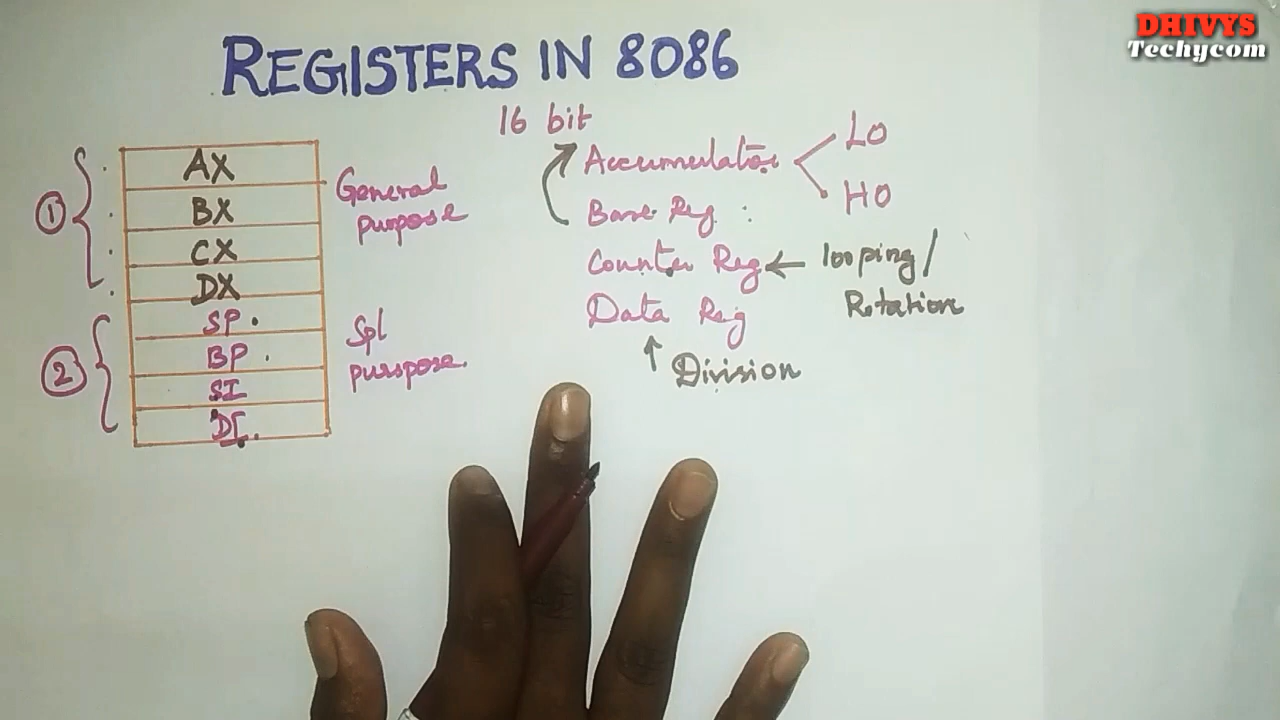 DHIVYS
Techycom
REGISTERS IN 8086
① AX
BX
CX
DX
General
purpose
② SP.
BP.
SI
DI.
Spl
purspose.
16 bit
Accumulator
LO
HO
Base Reg :
Counter Reg ← looping/
Rotation
Data Reg
↑ Division